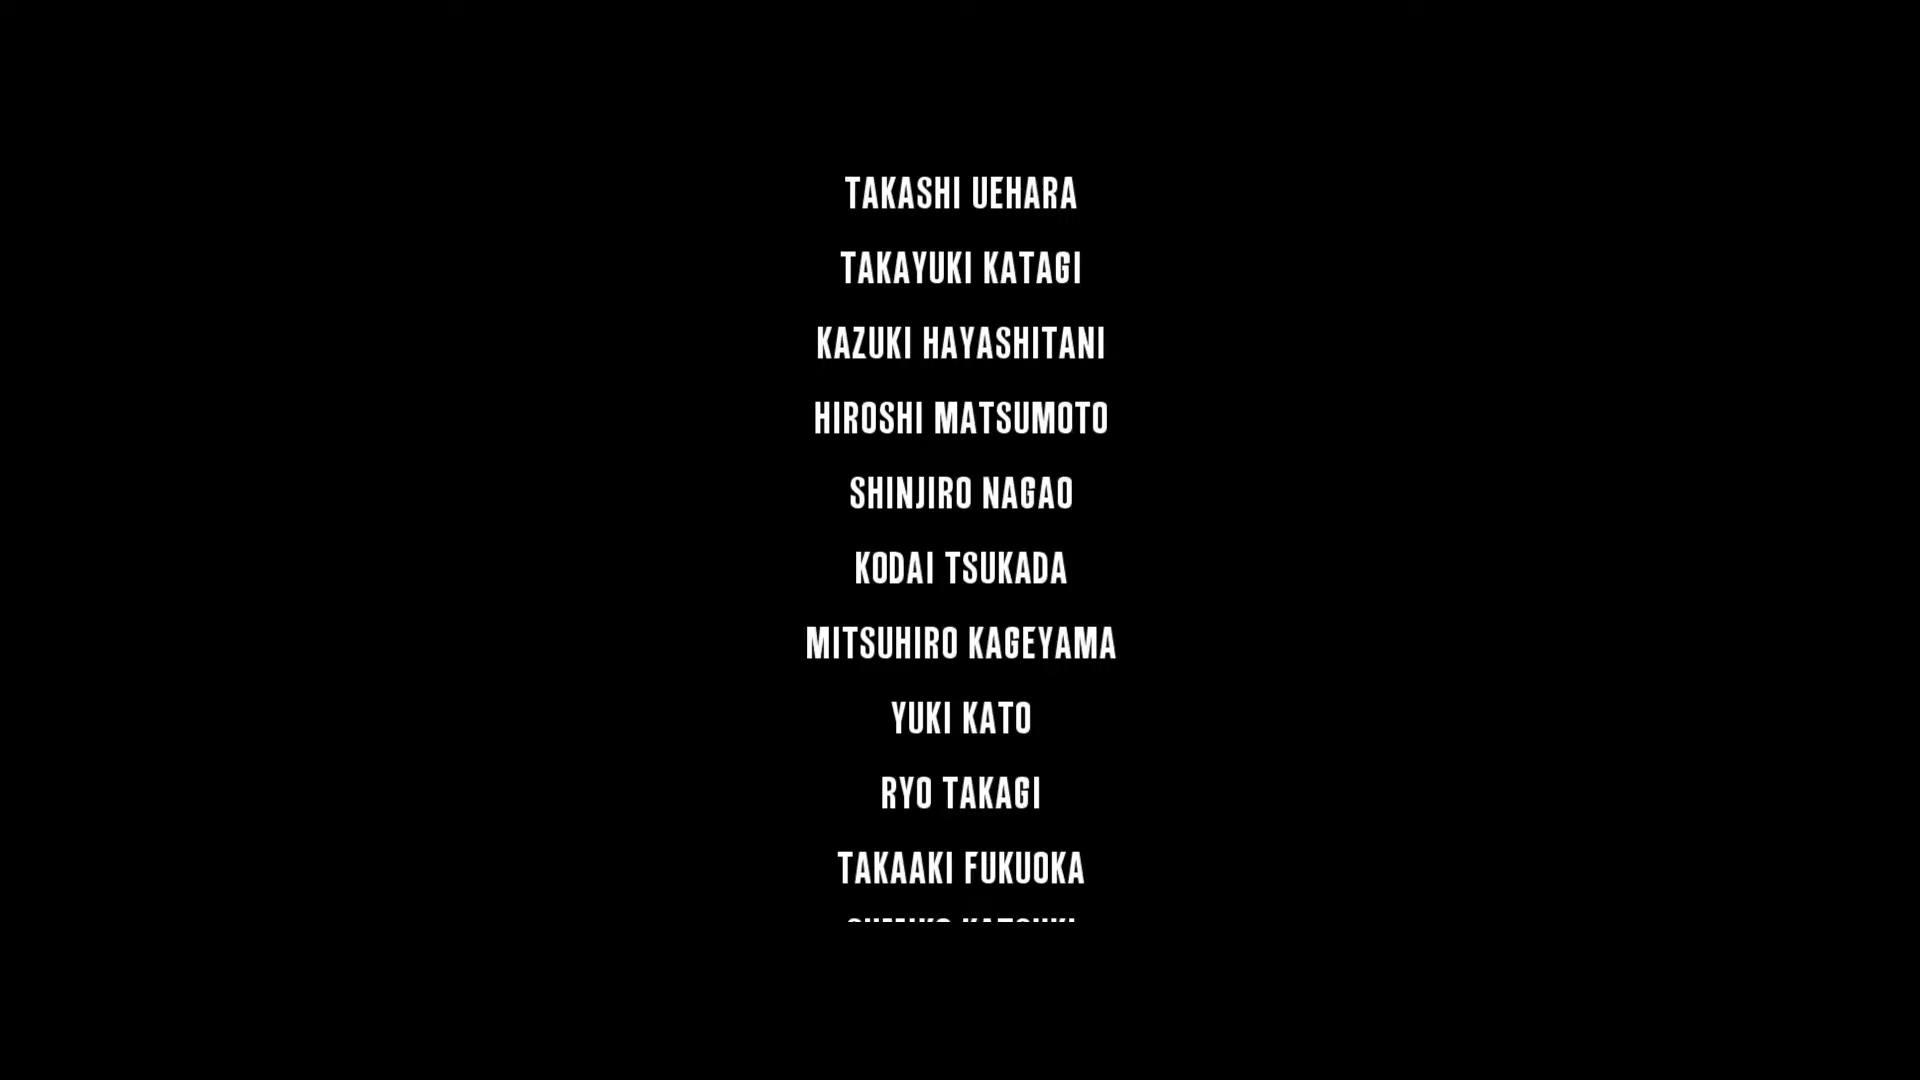 TAKASHI UEHARA
TAKAYUKI KATAGI
KAZUKI HAYASHITANI
HIROSHI MATSUMOTO
SHINJIRO NAGAO
KODAI TSUKADA
MITSUHIRO KAGEYAMA
YUKI KATO
RYO TAKAGI
TAKAAKI FUKUOKA